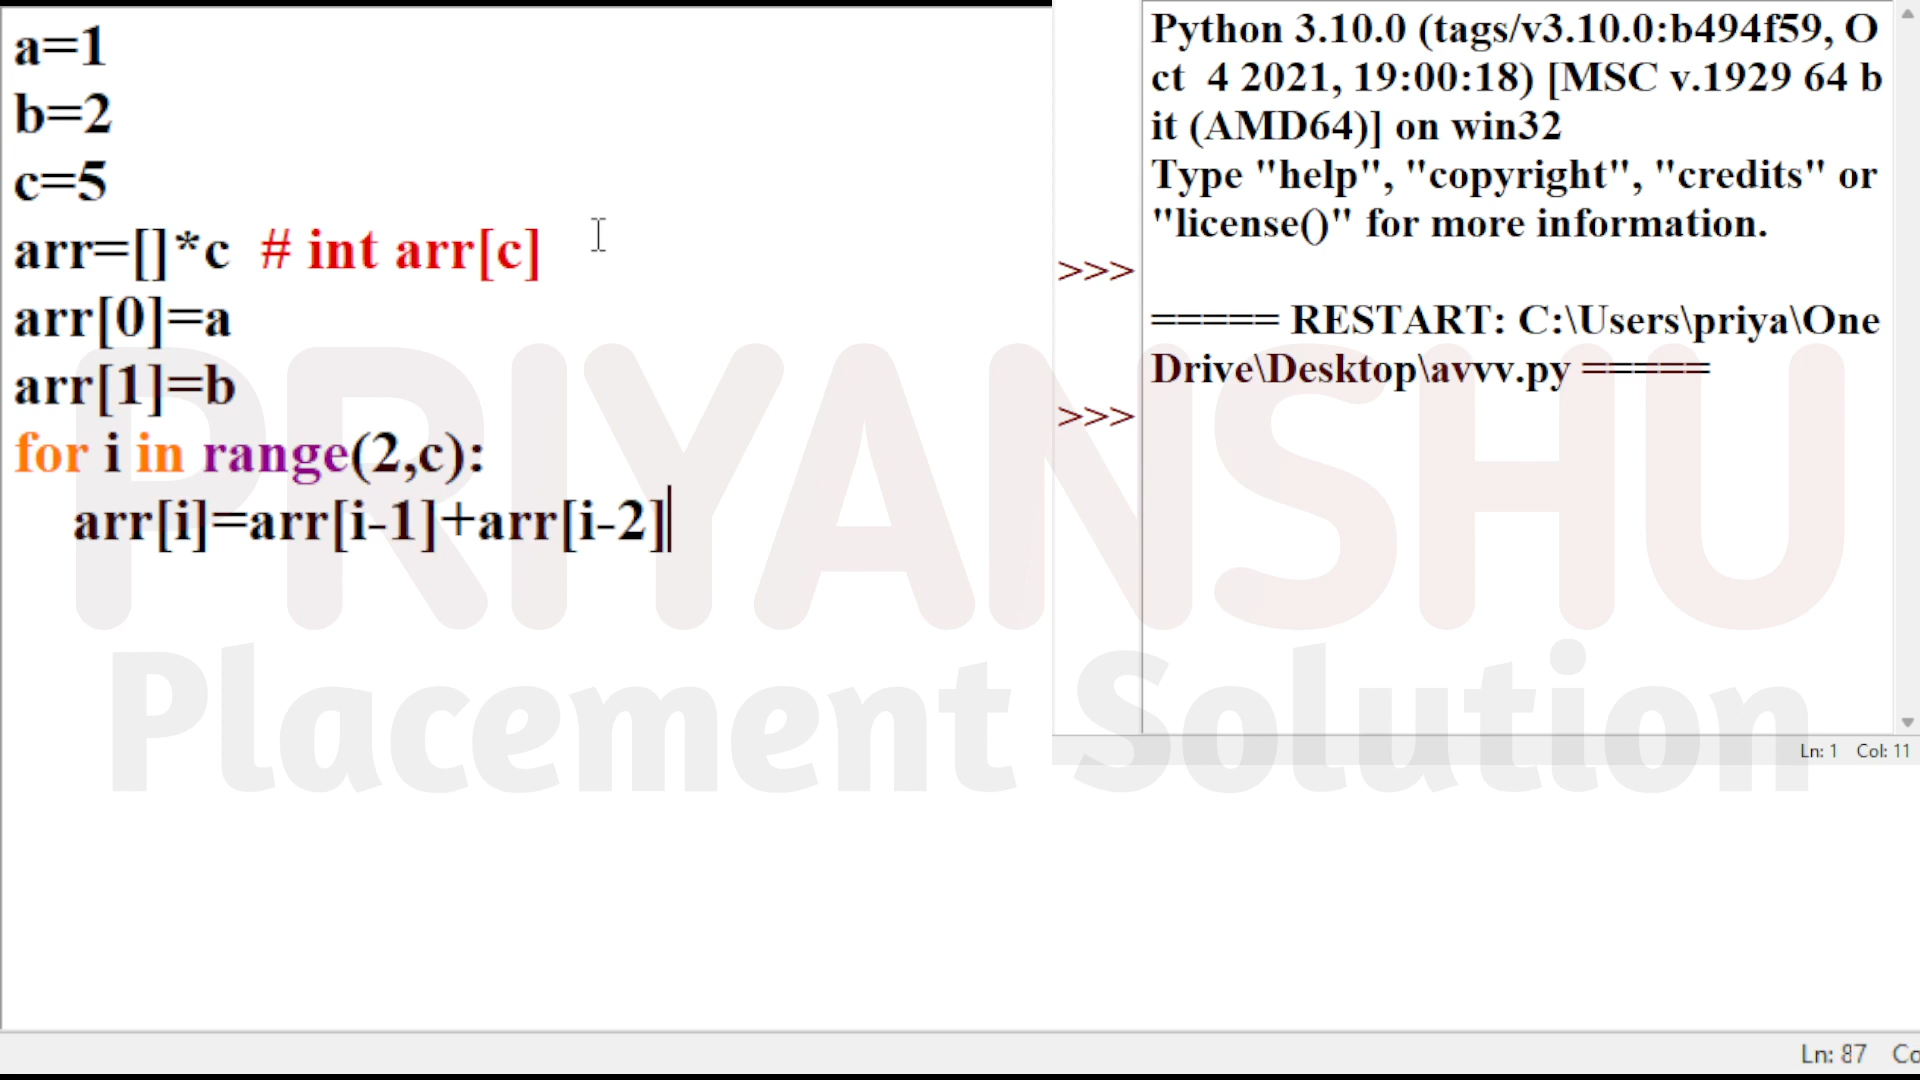 a=1
b=2
c=5
arr=[]*c  # int arr[c]
arr[0]=a
arr[1]=b
for i in range(2,c):
    arr[i]=arr[i-1]+arr[i-2]
Python 3.10.0 (tags/v3.10.0:b494f59, O
ct  4 2021, 19:00:18) [MSC v.1929 64 b
it (AMD64)] on win32
Type "help", "copyright", "credits" or
"license()" for more information.
>>>
===== RESTART: C:\Users\priya\One
Drive\Desktop\avvv.py =====
>>>
Ln: 1  Col: 11
PRIYANSHU
Placement Solution
Ln: 87  Co